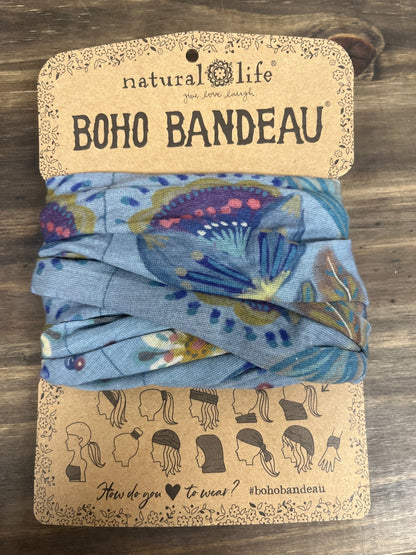 natural life®
give, love, laugh.
BOHO BANDEAU®
How do you ♥ to wear? #bohobandeau